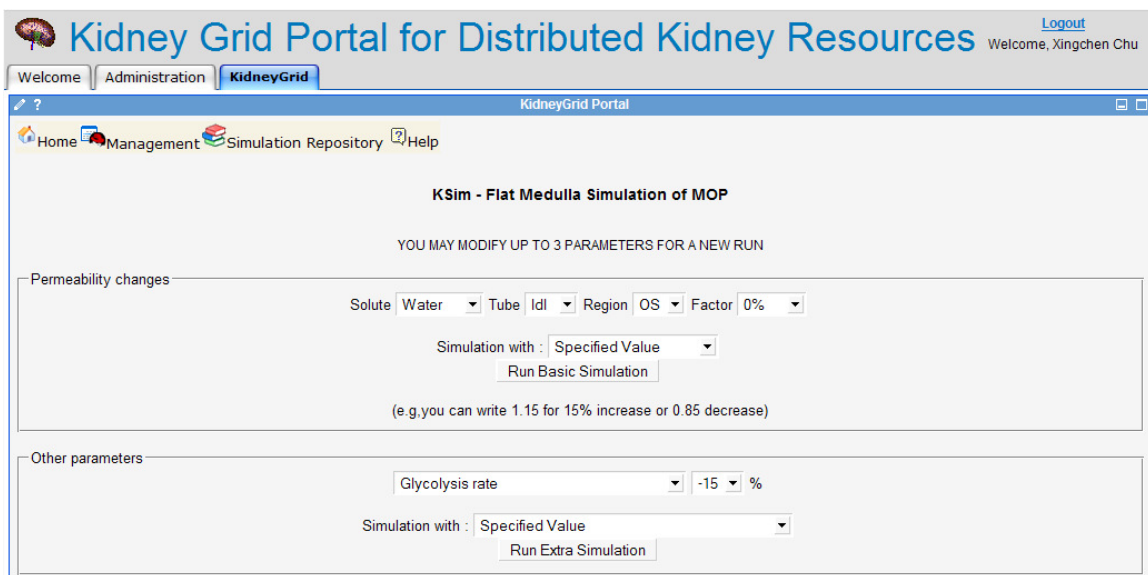 Kidney Grid Portal for Distributed Kidney Resources
Logout
Welcome, Xingchen Chu
Welcome Administration KidneyGrid
? KidneyGrid Portal
Home Management Simulation Repository ? Help
KSim - Flat Medulla Simulation of MOP
YOU MAY MODIFY UP TO 3 PARAMETERS FOR A NEW RUN
Permeability changes
Solute Water Tube ldl Region OS Factor 0%
Simulation with : Specified Value
Run Basic Simulation
(e.g,you can write 1.15 for 15% increase or 0.85 decrease)
Other parameters
Glycolysis rate -15 %
Simulation with : Specified Value
Run Extra Simulation